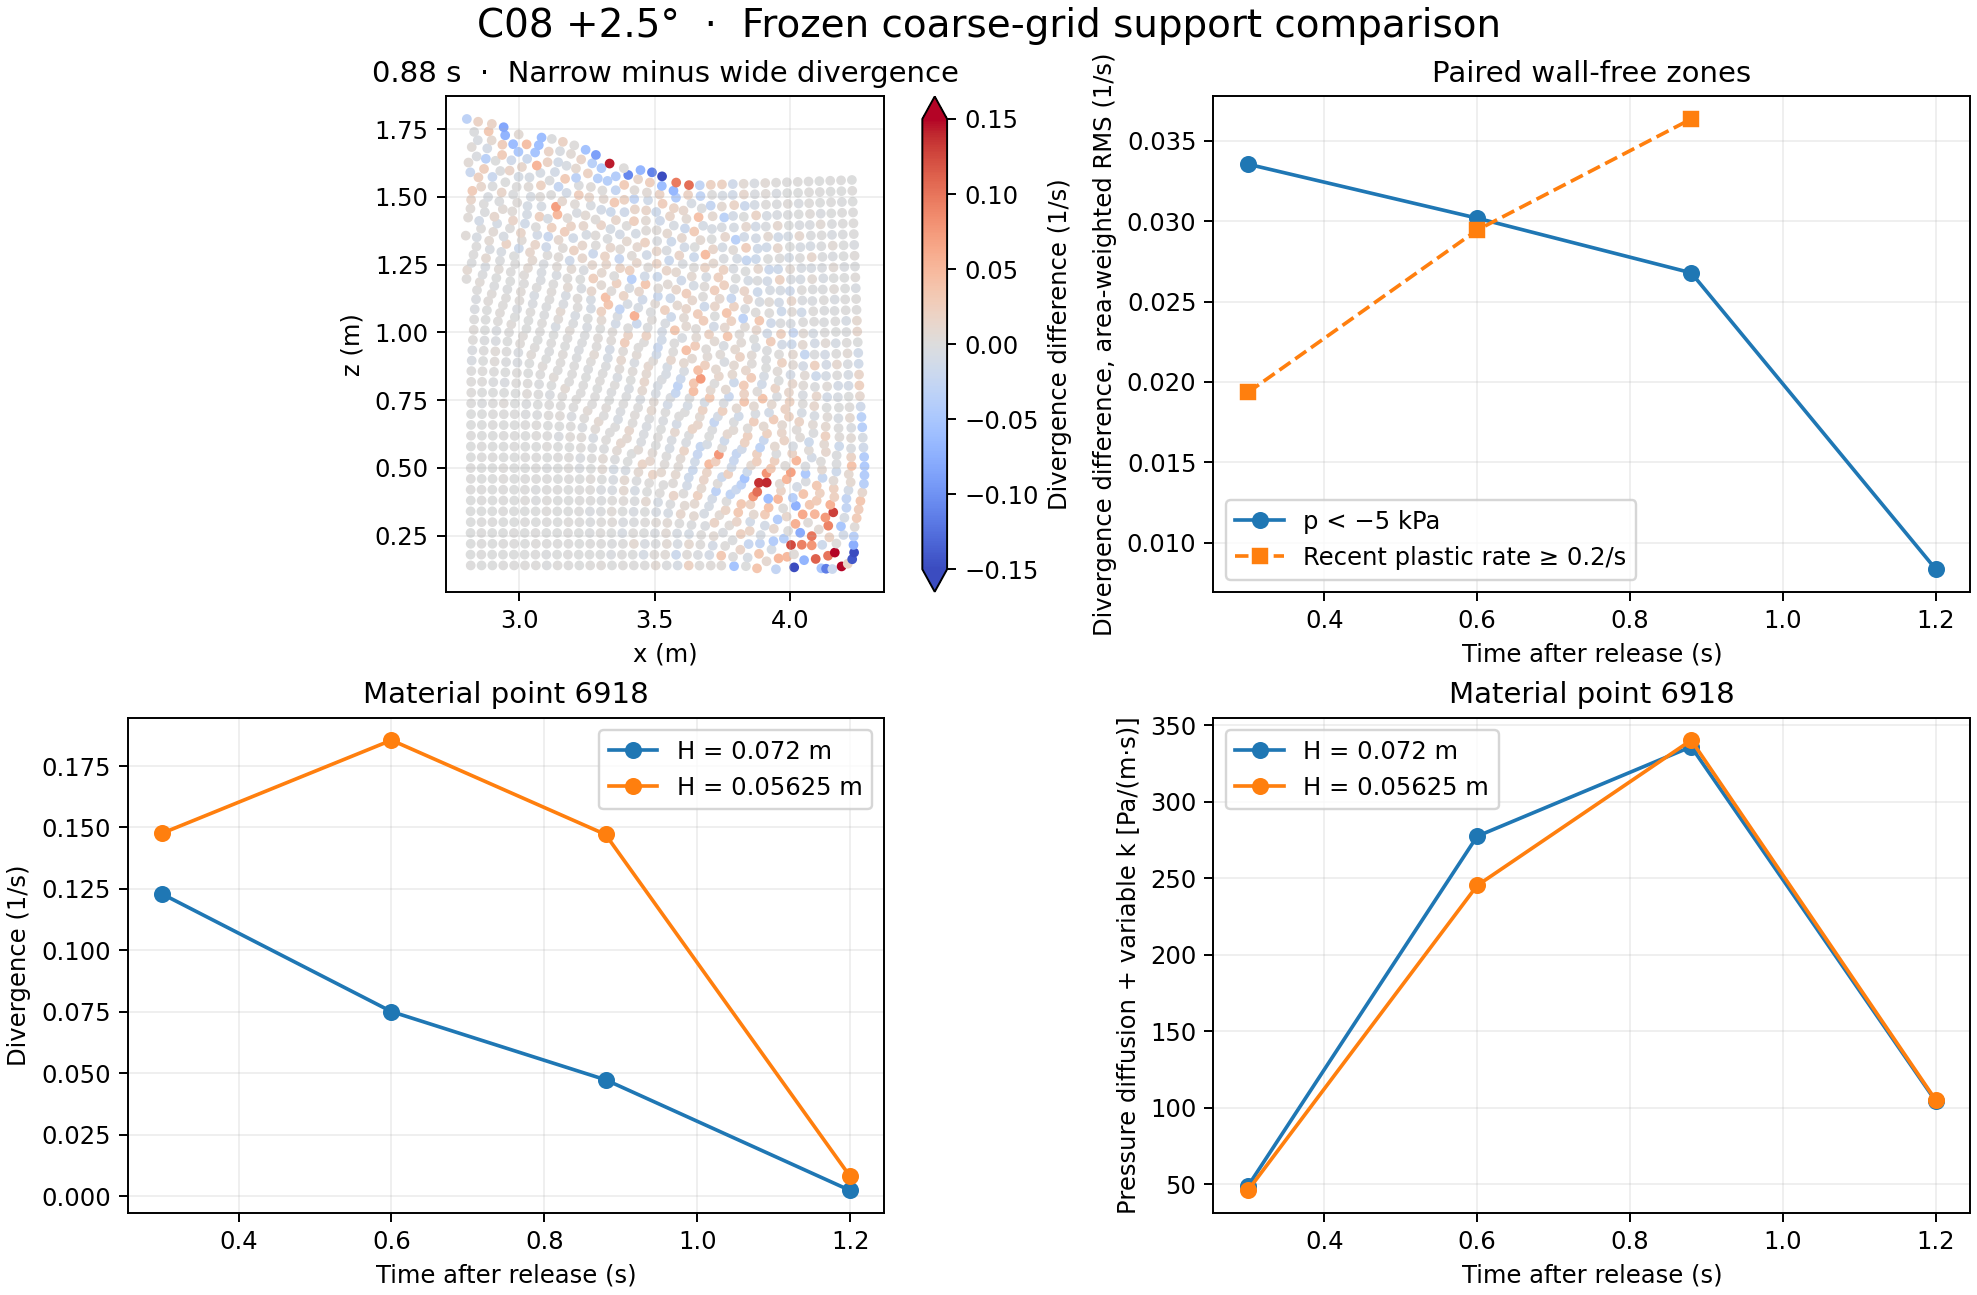 C08 +2.5° · Frozen coarse-grid support comparison
0.88 s · Narrow minus wide divergence
1.75
1.50
1.25
1.00
0.75
0.50
0.25
z (m)
3.0 3.5 4.0
x (m)
0.15
0.10
0.05
0.00
−0.05
−0.10
−0.15
Divergence difference (1/s)
Paired wall-free zones
Divergence difference, area-weighted RMS (1/s)
0.035
0.030
0.025
0.020
0.015
0.010
p < −5 kPa
Recent plastic rate ≥ 0.2/s
0.4 0.6 0.8 1.0 1.2
Time after release (s)
Material point 6918
Divergence (1/s)
0.175
0.150
0.125
0.100
0.075
0.050
0.025
0.000
H = 0.072 m
H = 0.05625 m
0.4 0.6 0.8 1.0 1.2
Time after release (s)
Material point 6918
Pressure diffusion + variable k [Pa/(m·s)]
350
300
250
200
150
100
50
H = 0.072 m
H = 0.05625 m
0.4 0.6 0.8 1.0 1.2
Time after release (s)